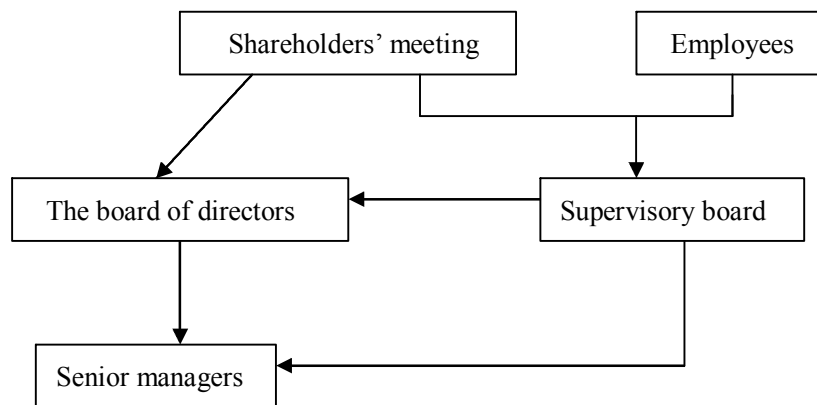 Shareholders’ meeting
Employees
The board of directors
Supervisory board
Senior managers